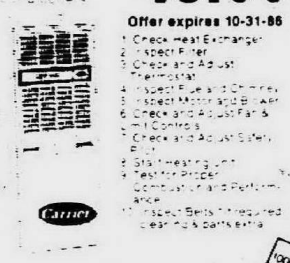 Offer expires 10-31-86
1 Check Heat Exchanger
2 Inspect Filter
3 Check and Adjust
Thermostat
4 Inspect Flue and Chimney
5 Inspect Motor and Blower
6 Check and Adjust Fan &
Controls
7 Check and Adjust Safety
Pilot
8 Start Heating Unit
9 Test for Proper
Combustion and Perform-
ance
10 Inspect Belts if required
cleaning & parts extra
Carrier